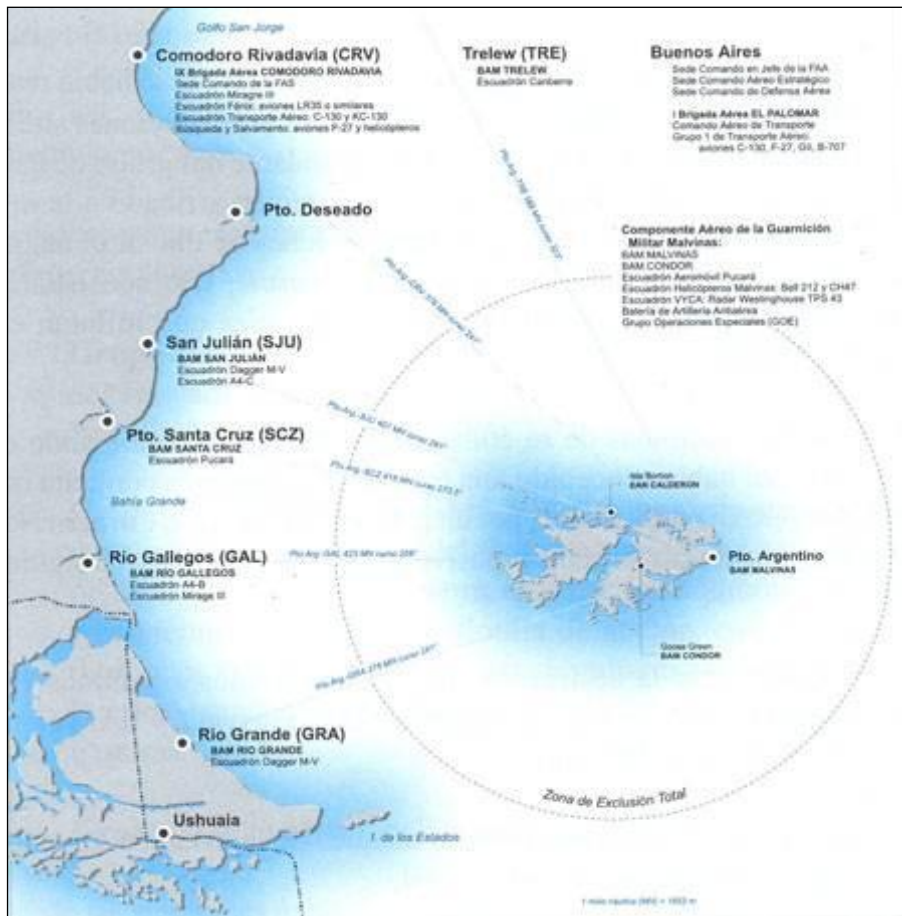 Golfo San Jorge
Comodoro Rivadavia (CRV)
IX Brigada Aérea COMODORO RIVADAVIA
Sede Comando de la FAS
Escuadrón Mirage III
Escuadrón Fénix: aviones LR35 o similares
Escuadrón Transporte Aéreo: C-130 y KC-130
Búsqueda y Salvamento: aviones F-27 y helicópteros
Trelew (TRE)
BAM TRELEW
Escuadrón Canberra
Buenos Aires
Sede Comando en Jefe de la FAA
Sede Comando Aéreo Estratégico
Sede Comando de Defensa Aérea
I Brigada Aérea EL PALOMAR
Comando Aéreo de Transporte
Grupo 1 de Transporte Aéreo:
aviones C-130, F-27, GII, B-707
Pto. Deseado
Componente Aéreo de la Guarnición
Militar Malvinas:
BAM MALVINAS
BAM CONDOR
Escuadrón Aeromóvil Pucará
Escuadrón Helicópteros Malvinas: Bell 212 y CH47
Escuadrón VYCA: Radar Westinghouse TPS 43
Batería de Artillería Antiaérea
Grupo Operaciones Especiales (GOE)
San Julián (SJU)
BAM SAN JULIÁN
Escuadrón Dagger M-V
Escuadrón A4-C
Pto. Santa Cruz (SCZ)
BAM SANTA CRUZ
Escuadrón Pucará
Bahía Grande
Río Gallegos (GAL)
BAM RÍO GALLEGOS
Escuadrón A4-B
Escuadrón Mirage III
Isla Borbón
BAN CALDERON
Pto. Argentino
BAM MALVINAS
Goose Green
BAM CONDOR
Río Grande (GRA)
BAM RIO GRANDE
Escuadrón Dagger M-V
Zona de Exclusión Total
Ushuaia
I. de los Estados